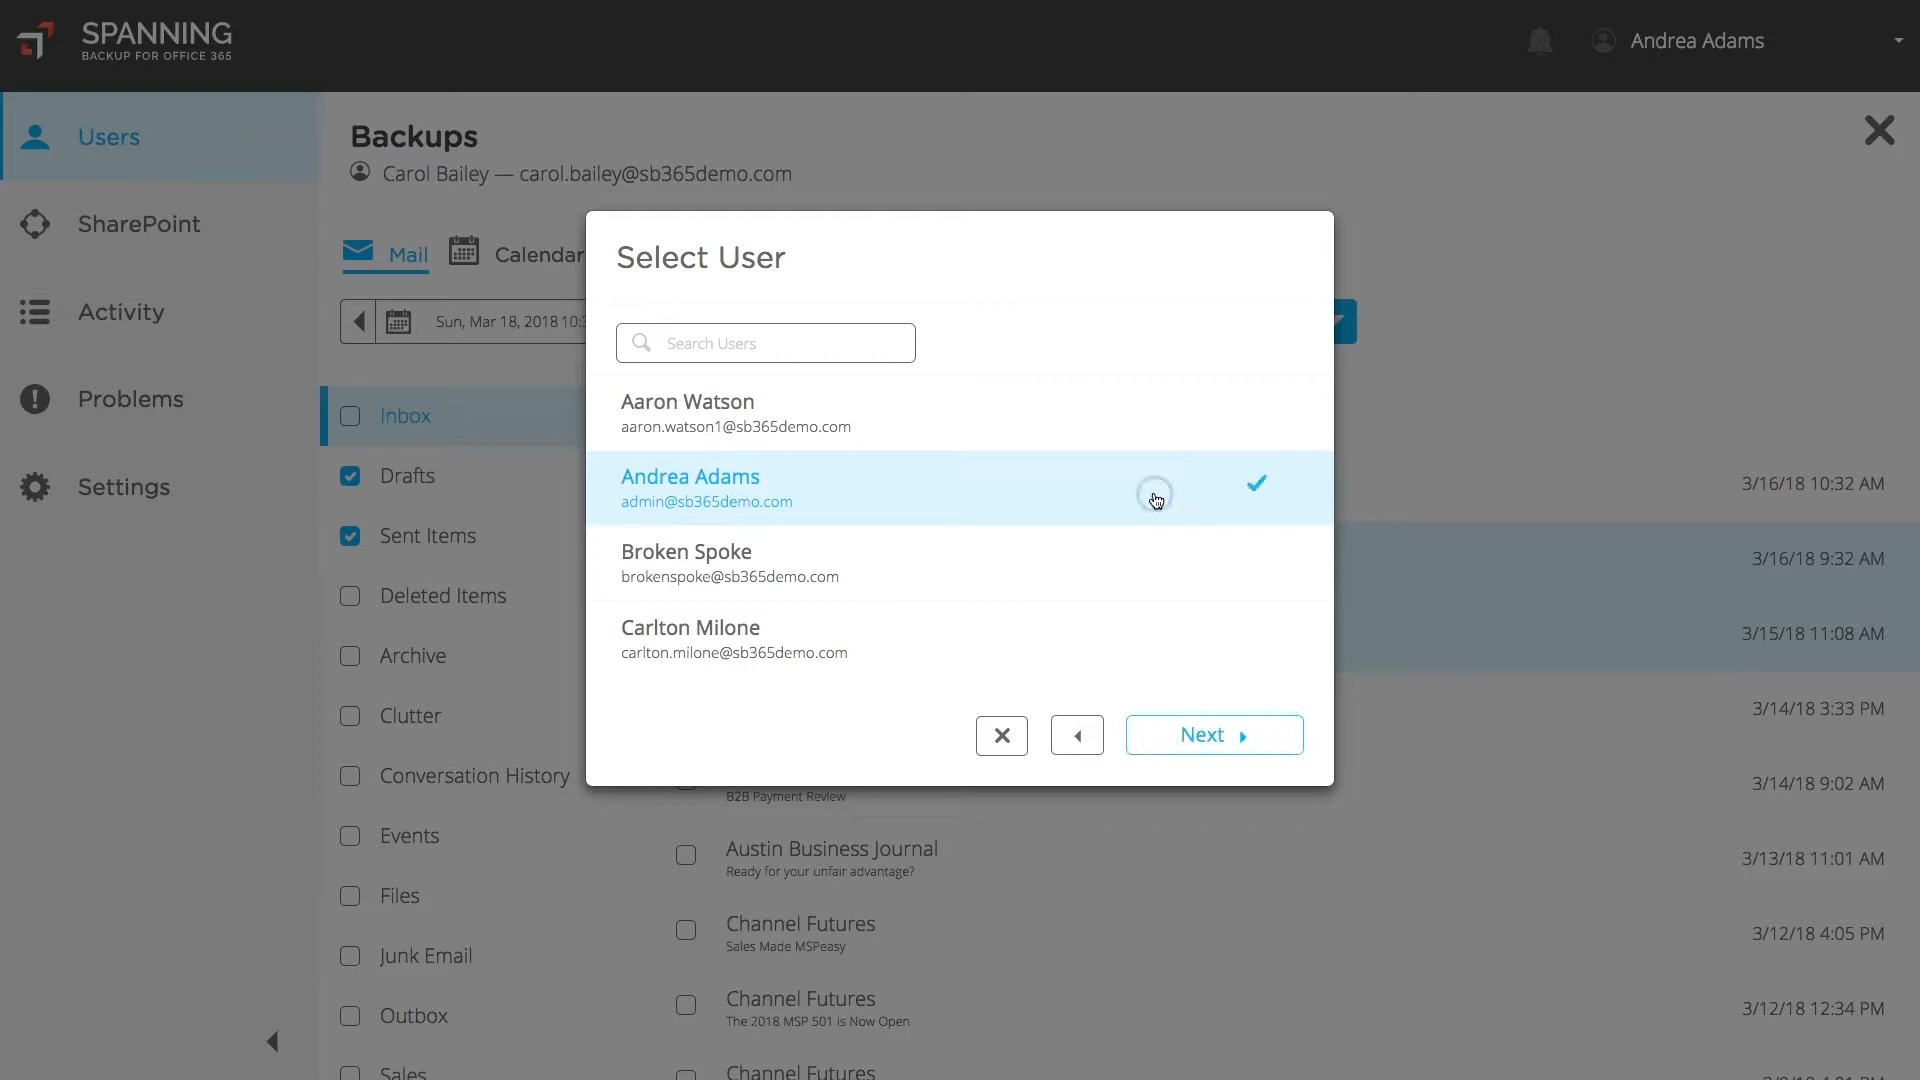 SPANNING
BACKUP FOR OFFICE 365
Andrea Adams
Users
SharePoint
Activity
Problems
Settings
Backups
Carol Bailey — carol.bailey@sb365demo.com
Mail
Calendar
Sun, Mar 18, 2018 10:3
Inbox
Drafts
Sent Items
Deleted Items
Archive
Clutter
Conversation History
Events
Files
Junk Email
Outbox
Sales
Select User
Search Users
Aaron Watson
aaron.watson1@sb365demo.com
Andrea Adams
admin@sb365demo.com
Broken Spoke
brokenspoke@sb365demo.com
Carlton Milone
carlton.milone@sb365demo.com
Next
3/16/18 10:32 AM
3/16/18 9:32 AM
3/15/18 11:08 AM
3/14/18 3:33 PM
B2B Payment Review
3/14/18 9:02 AM
Austin Business Journal
Ready for your unfair advantage?
3/13/18 11:01 AM
Channel Futures
Sales Made MSPeasy
3/12/18 4:05 PM
Channel Futures
The 2018 MSP 501 is Now Open
3/12/18 12:34 PM
Channel Futures